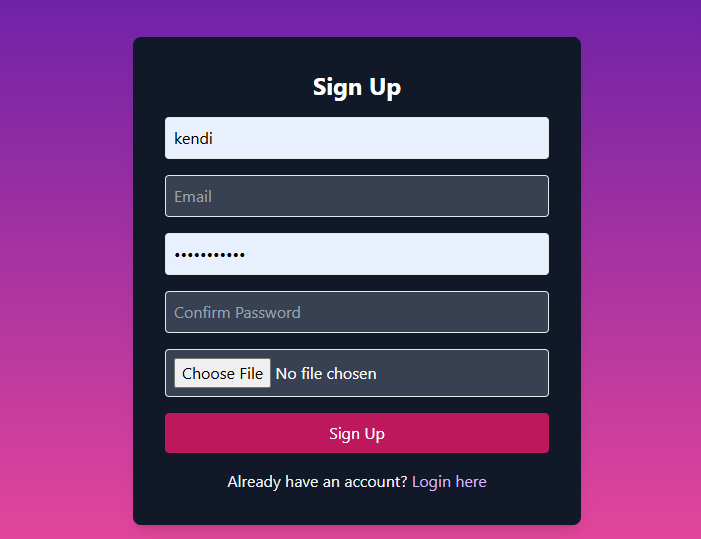 Sign Up
kendi
Email
•••••••••••
Confirm Password
Choose File No file chosen
Sign Up
Already have an account? Login here